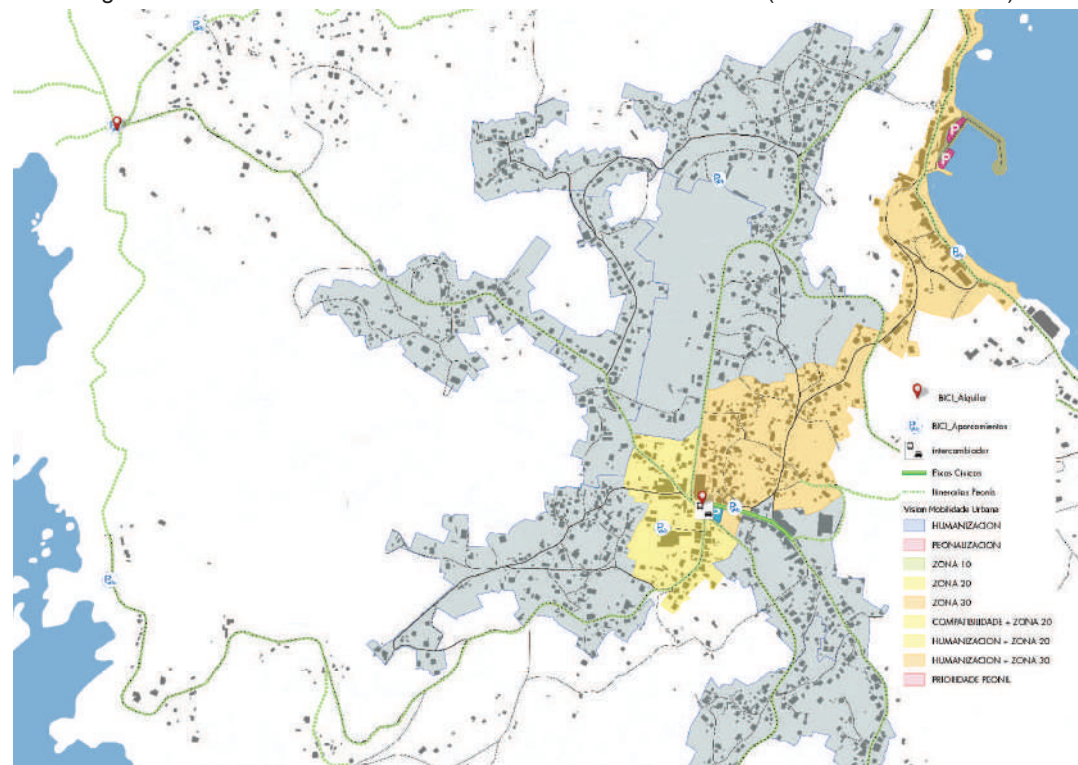 P
P
BICI_Alquiler
BICI_Aparcamientos
intercambiador
Eixos Cívicos
Itinerarios Peonís
Vision Mobilidade Urbana
HUMANIZACION
PEONALIZACION
ZONA 10
ZONA 20
ZONA 30
COMPATIBILIDADE + ZONA 20
HUMANIZACION + ZONA 20
HUMANIZACION + ZONA 30
PRIORIDADE PEONIL